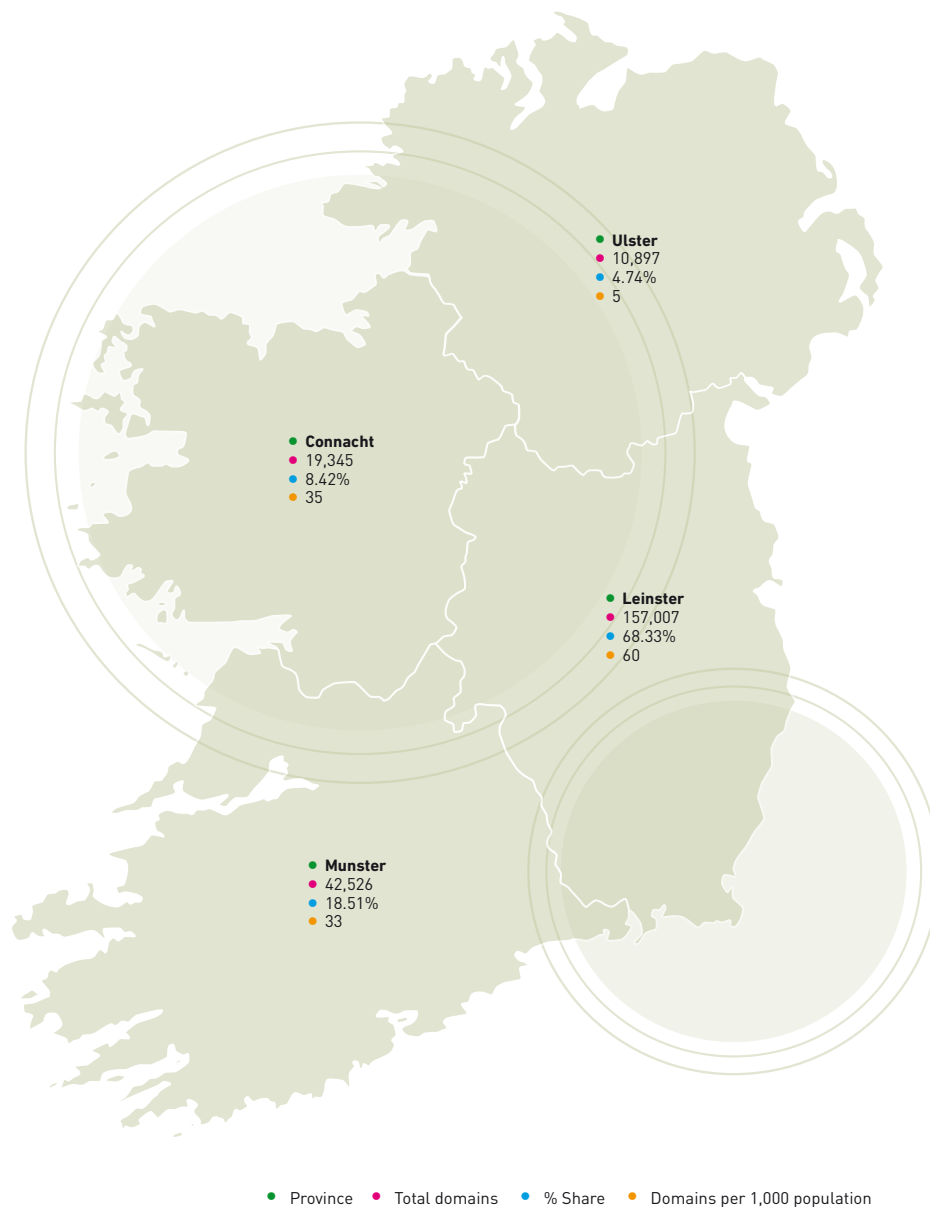 Ulster
10,897
4.74%
5
Connacht
19,345
8.42%
35
Leinster
157,007
68.33%
60
Munster
42,526
18.51%
33
Province Total domains % Share Domains per 1,000 population